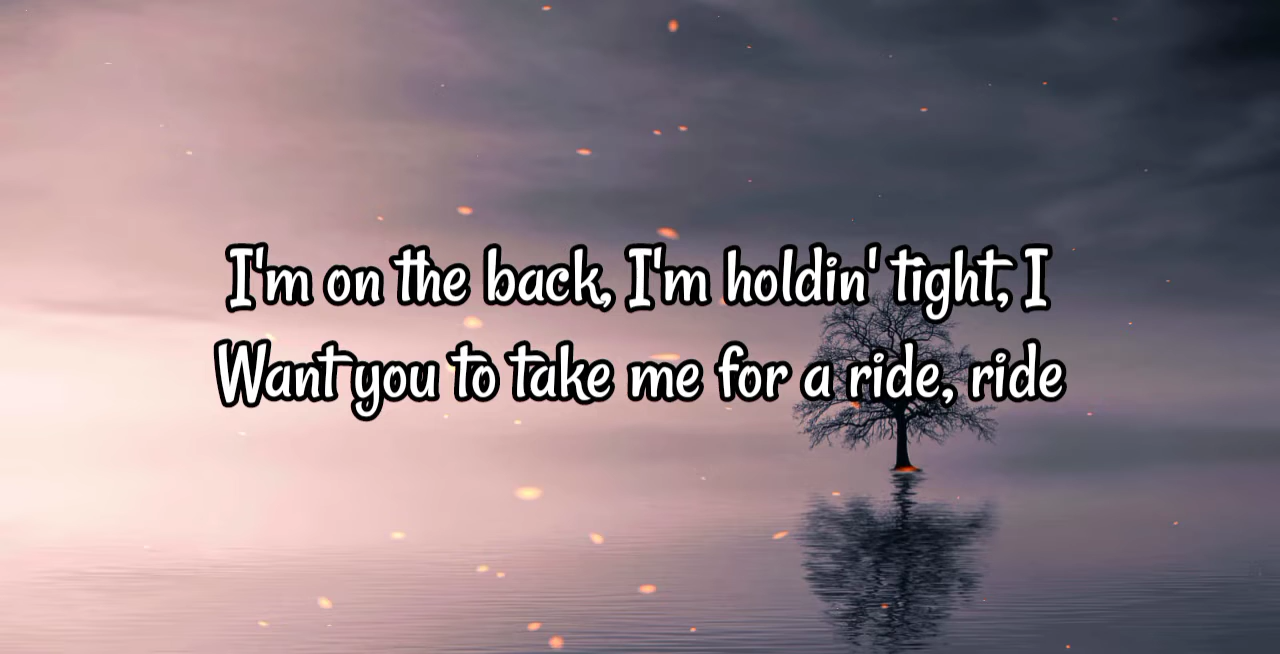 I'm on the back, I'm holdin' tight, I
Want you to take me for a ride, ride